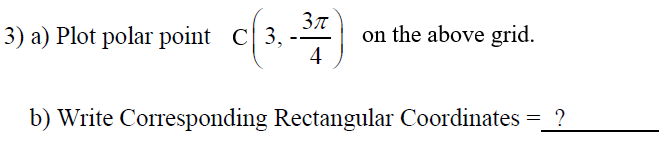 3) a) Plot polar point C(3, -3π/4) on the above grid.
b) Write Corresponding Rectangular Coordinates = ?